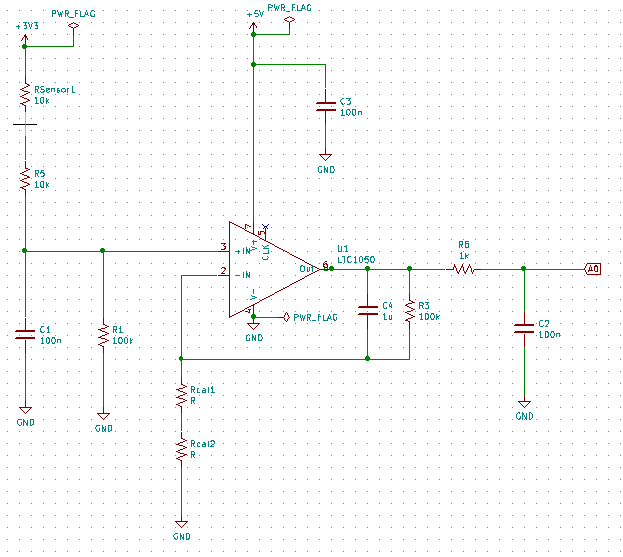 PWR_FLAG
+3V3
PWR_FLAG
+5V
RSensor1
10k
C3
100n
GND
R5
10k
7
5
V+
CLK
3
+IN
2
-IN
Out
6
V-
4
U1
LTC1050
R6
1k
A0
PWR_FLAG
GND
C4
1u
R3
100k
C1
100n
R1
100k
C2
100n
GND
GND
GND
Rcal1
R
Rcal2
R
GND